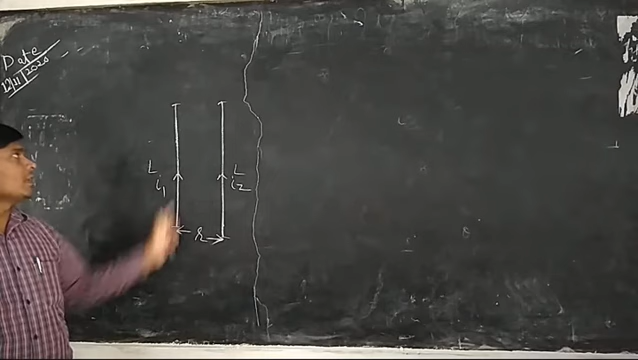 Date
12/11/2020
L L
i₁ i₂
r